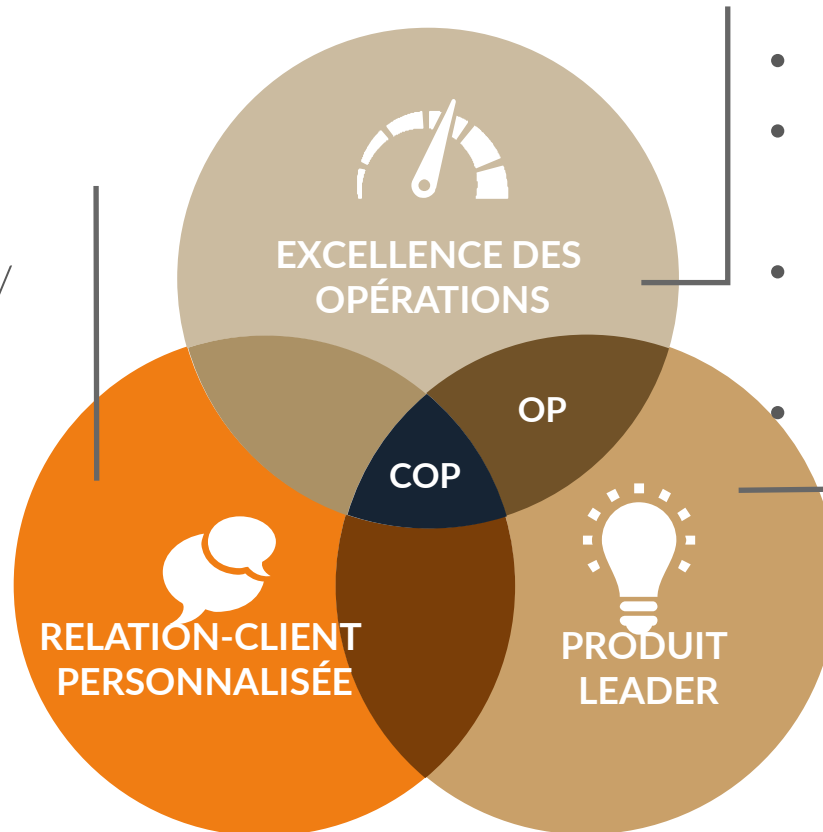 EXCELLENCE DES
OPÉRATIONS
OP
COP
RELATION-CLIENT
PERSONNALISÉE
PRODUIT
LEADER